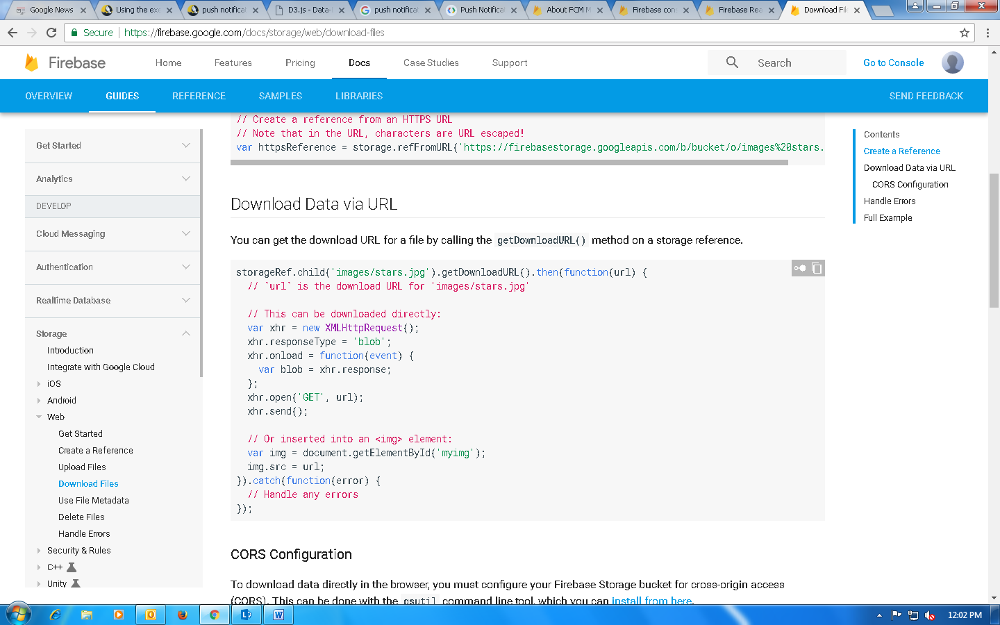 Google News
Using the exe
push notificat
D3.js - Data-
push notificat
Push Notifica
About FCM M
Firebase con
Firebase Rea
Download Fil
Secure
https://firebase.google.com/docs/storage/web/download-files
Firebase
Home
Features
Pricing
Docs
Case Studies
Support
Search
Go to Console
OVERVIEW
GUIDES
REFERENCE
SAMPLES
LIBRARIES
SEND FEEDBACK
Get Started
Analytics
DEVELOP
Cloud Messaging
Authentication
Realtime Database
Storage
Introduction
Integrate with Google Cloud
iOS
Android
Web
Get Started
Create a Reference
Upload Files
Download Files
Use File Metadata
Delete Files
Handle Errors
Security & Rules
C++
Unity
// Create a reference from an HTTPS URL
// Note that in the URL, characters are URL escaped!
var httpsReference = storage.refFromURL('https://firebasestorage.googleapis.com/b/bucket/o/images%20stars.
Download Data via URL
You can get the download URL for a file by calling the getDownloadURL() method on a storage reference.
storageRef.child('images/stars.jpg').getDownloadURL().then(function(url) {
// `url` is the download URL for 'images/stars.jpg'
// This can be downloaded directly:
var xhr = new XMLHttpRequest();
xhr.responseType = 'blob';
xhr.onload = function(event) {
var blob = xhr.response;
};
xhr.open('GET', url);
xhr.send();
// Or inserted into an <img> element:
var img = document.getElementById('myimg');
img.src = url;
}).catch(function(error) {
// Handle any errors
});
CORS Configuration
To download data directly in the browser, you must configure your Firebase Storage bucket for cross-origin access
(CORS). This can be done with the gsutil command line tool, which you can install from here.
Contents
Create a Reference
Download Data via URL
CORS Configuration
Handle Errors
Full Example
12:02 PM